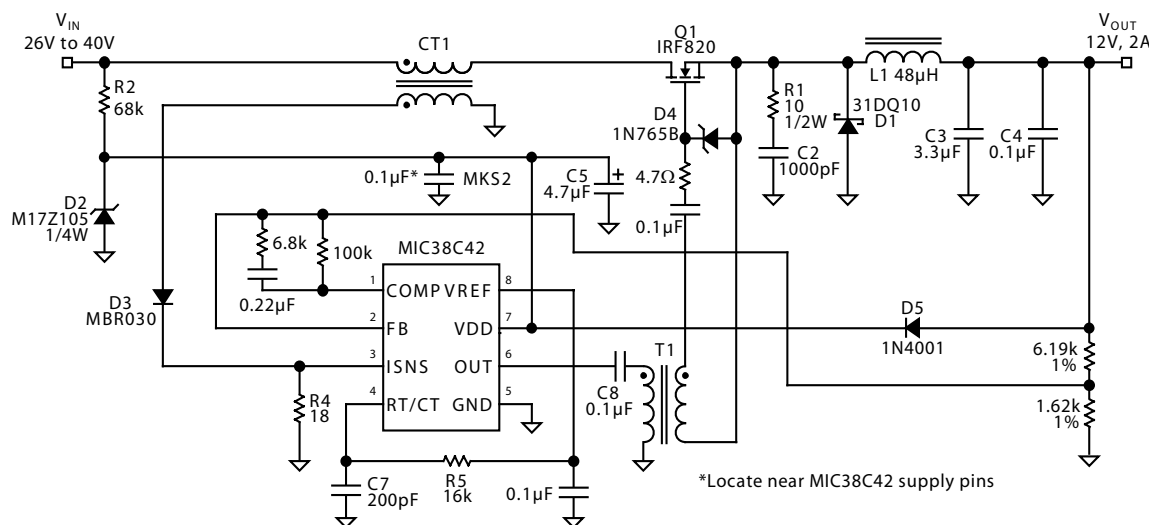 VIN
26V to 40V
CT1
Q1
IRF820
VOUT
12V, 2A
R2
68k
L1 48µH
D4
1N765B
R1
10
1/2W
31DQ10
D1
C2
1000pF
C3
3.3µF
C4
0.1µF
0.1µF*
MKS2
C5
4.7µF
+
4.7Ω
0.1µF
D2
M17Z105
1/4W
6.8k
100k
0.22µF
MIC38C42
D3
MBR030
1 COMP VREF 8
2 FB VDD 7
3 ISNS OUT 6
4 RT/CT GND 5
D5
1N4001
T1
C8
0.1µF
6.19k
1%
1.62k
1%
R4
18
C7
200pF
R5
16k
0.1µF
*Locate near MIC38C42 supply pins